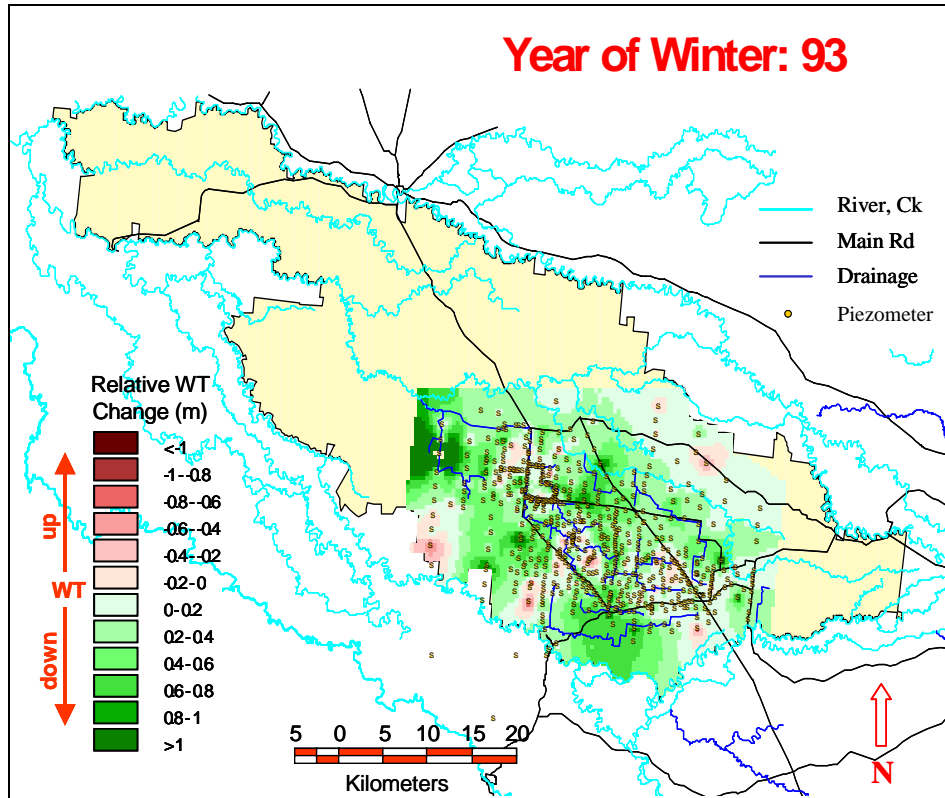 Year of Winter: 93
River, Ck
Main Rd
Drainage
Piezometer
Relative WT
Change (m)
<-1
-1--0.8
-0.8--0.6
-0.6--0.4
-0.4--0.2
-0.2-0
0-0.2
0.2-0.4
0.4-0.6
0.6-0.8
0.8-1
>1
up
WT
down
5 0 5 10 15 20
Kilometers
N